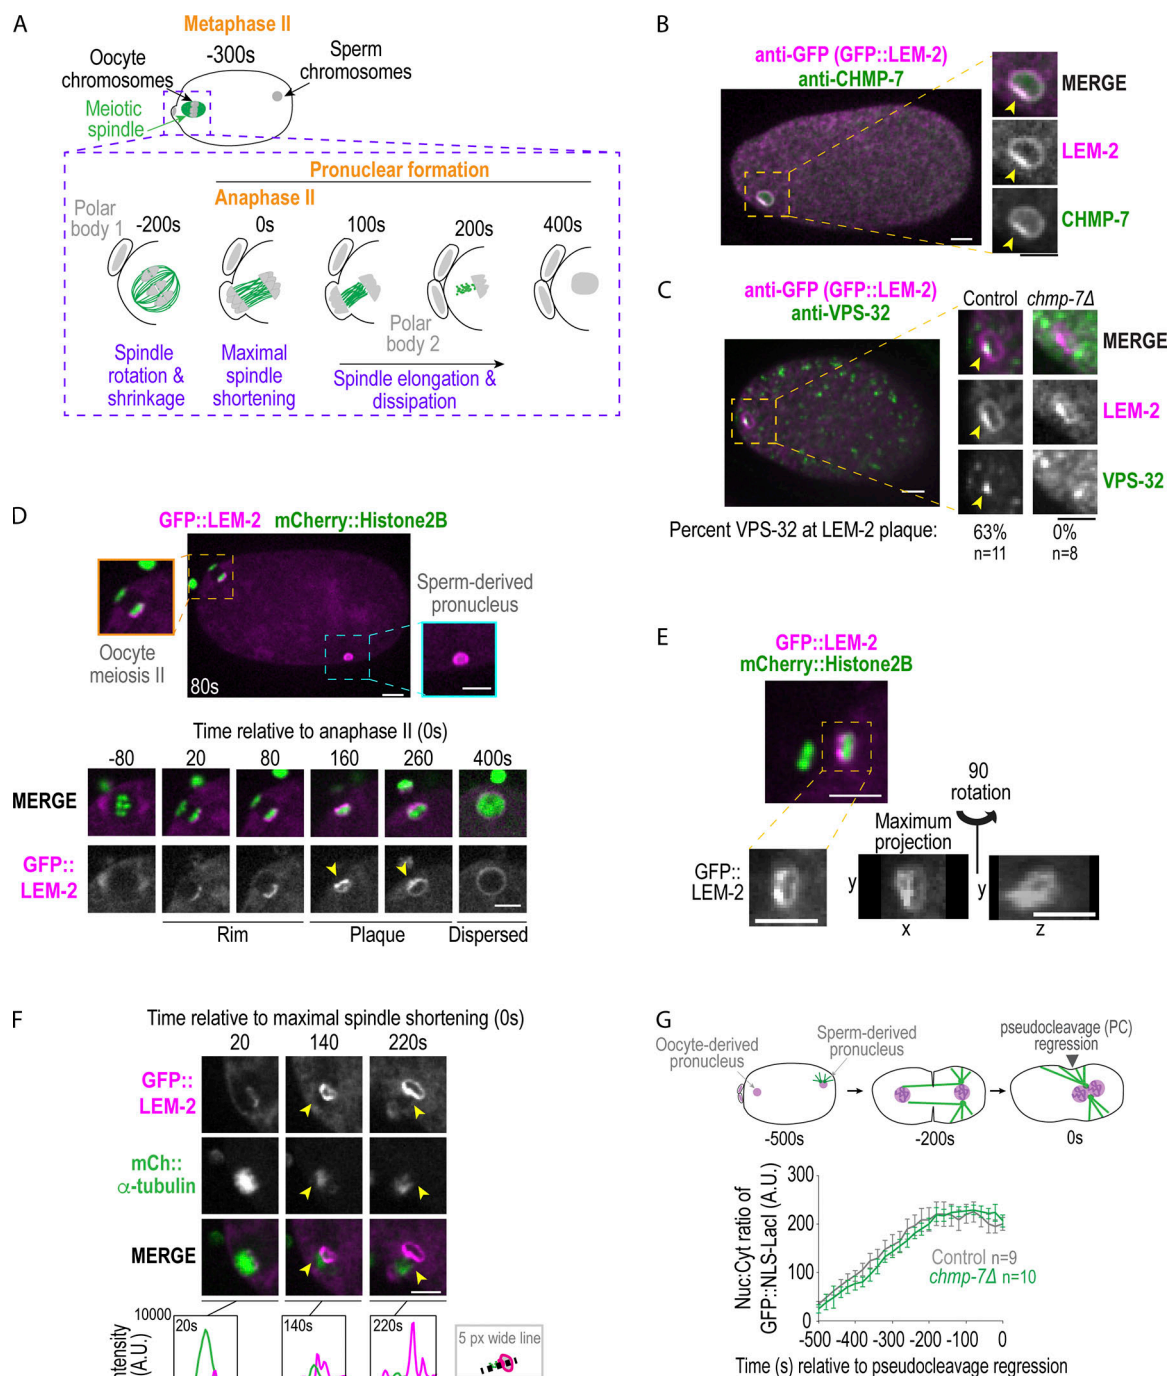 A
Metaphase II
-300s
Oocyte
chromosomes
Sperm
chromosomes
Meiotic
spindle
Pronuclear formation
Anaphase II
Polar
body 1
-200s
0s
100s
200s
400s
Polar
body 2
Spindle
rotation &
shrinkage
Maximal
spindle
shortening
Spindle elongation &
dissipation
B
anti-GFP (GFP::LEM-2)
anti-CHMP-7
MERGE
LEM-2
CHMP-7
C
anti-GFP (GFP::LEM-2)
anti-VPS-32
Control chmp-7Δ
MERGE
LEM-2
VPS-32
Percent VPS-32 at LEM-2 plaque: 63% 0%
n=11 n=8
D
GFP::LEM-2 mCherry::Histone2B
Sperm-derived
pronucleus
Oocyte
meiosis II
80s
Time relative to anaphase II (0s)
-80 20 80 160 260 400s
MERGE
GFP::
LEM-2
Rim Plaque Dispersed
E
GFP::LEM-2
mCherry::Histone2B
90
rotation
Maximum
projection
GFP::
LEM-2
y
y
x
z
F
Time relative to maximal spindle shortening (0s)
20 140 220s
GFP::
LEM-2
mCh::
α-tubulin
MERGE
10000
20s
140s
220s
5 px wide line
ntensity
(A.U.)
G
Oocyte-derived
pronucleus
Sperm-derived
pronucleus
pseudocleavage (PC)
regression
-500s
-200s
0s
Nuc:Cyt ratio of
GFP::NLS-LacI (A.U.)
300
200
100
0
Control n=9
chmp-7Δ n=10
-500 -400 -300 -200 -100 0
Time (s) relative to pseudocleavage regression